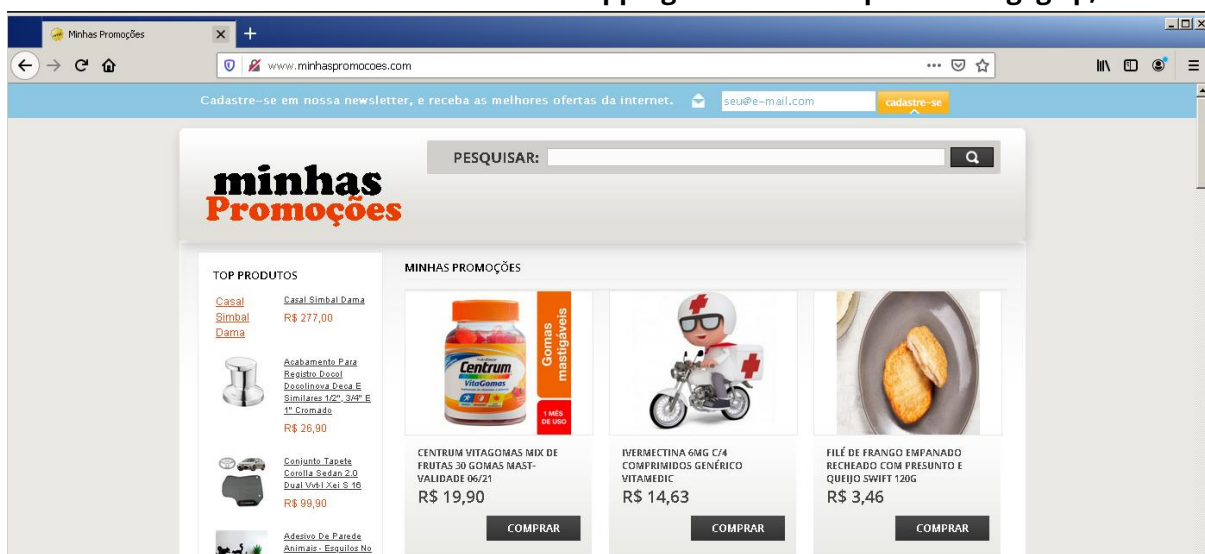 Minhas Promoções
www.minhaspromocoes.com
Cadastre-se em nossa newsletter, e receba as melhores ofertas da internet.
seu@e-mail.com
cadastre-se
PESQUISAR:
minhas
Promoções
TOP PRODUTOS
Casal
Simbal
Dama
Casal Simbal Dama
R$ 277,00
Acabamento Para
Registro Docol
Docolinova Deca E
Similares 1/2", 3/4" E
1" Cromado
R$ 26,90
Conjunto Tapete
Corolla Sedan 2.0
Dual Vvt-I Xei S 16
R$ 99,90
Adesivo De Parede
Animais - Esquilos No
MINHAS PROMOÇÕES
Centrum
VitaGomas
Gomas
mastigáveis
1 MÊS
DE USO
CENTRUM VITAGOMAS MIX DE
FRUTAS 30 GOMAS MAST-
VALIDADE 06/21
R$ 19,90
COMPRAR
IVERMECTINA 6MG C/4
COMPRIMIDOS GENÉRICO
VITAMEDIC
R$ 14,63
COMPRAR
FILÉ DE FRANGO EMPANADO
RECHEADO COM PRESUNTO E
QUEIJO SWIFT 120G
R$ 3,46
COMPRAR